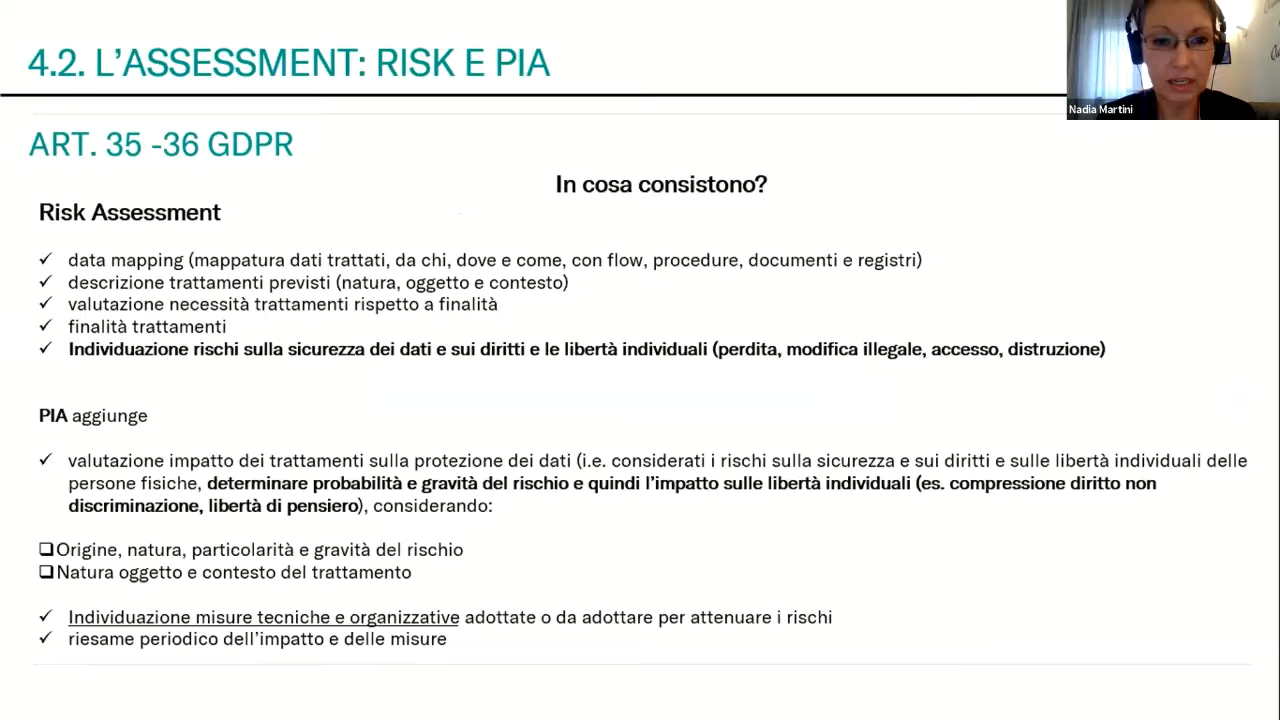 4.2. L'ASSESSMENT: RISK E PIA
Nadia Martini
ART. 35 -36 GDPR
In cosa consistono?
Risk Assessment
✓ data mapping (mappatura dati trattati, da chi, dove e come, con flow, procedure, documenti e registri)
✓ descrizione trattamenti previsti (natura, oggetto e contesto)
✓ valutazione necessità trattamenti rispetto a finalità
✓ finalità trattamenti
✓ Individuazione rischi sulla sicurezza dei dati e sui diritti e le libertà individuali (perdita, modifica illegale, accesso, distruzione)
PIA aggiunge
✓ valutazione impatto dei trattamenti sulla protezione dei dati (i.e. considerati i rischi sulla sicurezza e sui diritti e sulle libertà individuali delle
persone fisiche, determinare probabilità e gravità del rischio e quindi l'impatto sulle libertà individuali (es. compressione diritto non
discriminazione, libertà di pensiero), considerando:
❑Origine, natura, particolarità e gravità del rischio
❑Natura oggetto e contesto del trattamento
✓ Individuazione misure tecniche e organizzative adottate o da adottare per attenuare i rischi
✓ riesame periodico dell'impatto e delle misure